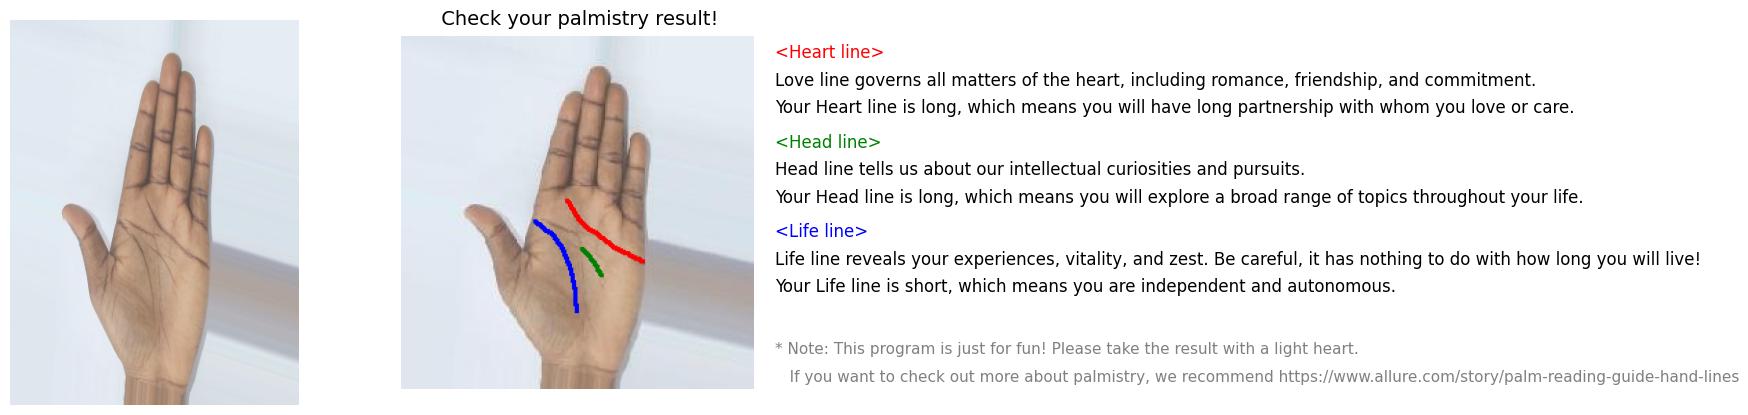 Check your palmistry result!
<Heart line>
Love line governs all matters of the heart, including romance, friendship, and commitment.
Your Heart line is long, which means you will have long partnership with whom you love or care.
<Head line>
Head line tells us about our intellectual curiosities and pursuits.
Your Head line is long, which means you will explore a broad range of topics throughout your life.
<Life line>
Life line reveals your experiences, vitality, and zest. Be careful, it has nothing to do with how long you will live!
Your Life line is short, which means you are independent and autonomous.
* Note: This program is just for fun! Please take the result with a light heart.
If you want to check out more about palmistry, we recommend https://www.allure.com/story/palm-reading-guide-hand-lines